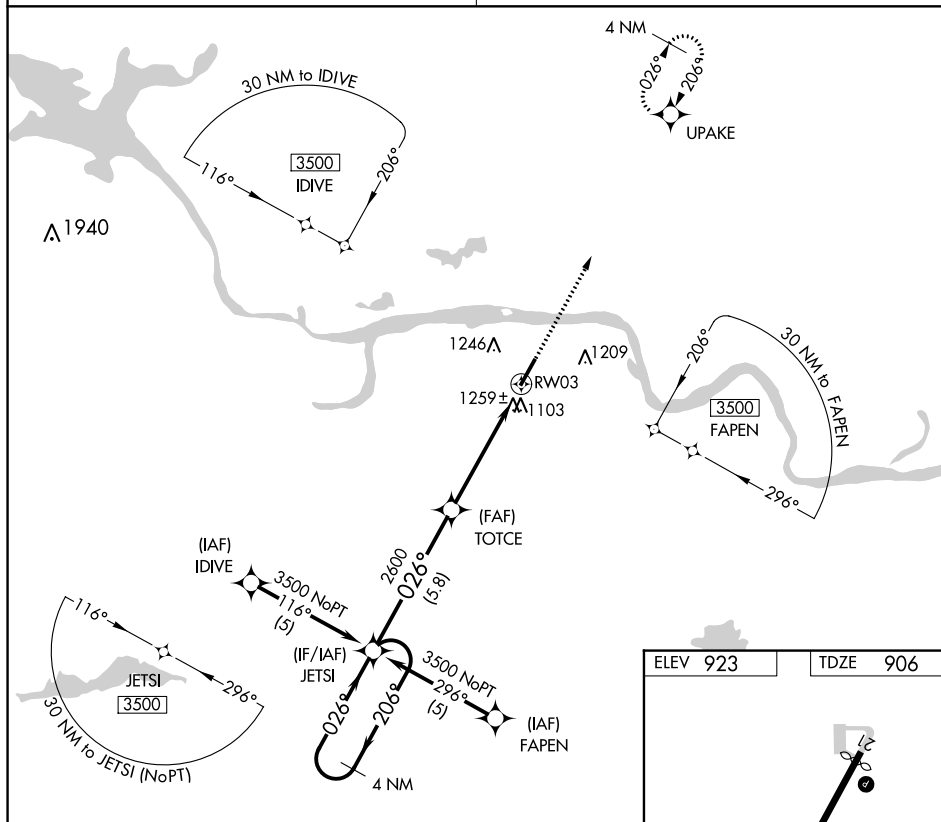 4 NM
026°
206°
UPAKE
30 NM to IDIVE
3500
IDIVE
116°
206°
1940
1246
1209
RW03
1259±
1103
206°
30 NM to FAPEN
3500
FAPEN
296°
(FAF)
TOTCE
2600
026°
(5.8)
(IAF)
IDIVE
3500 NoPT
116°
(5)
(IF/IAF)
JETSI
3500 NoPT
296°
(5)
(IAF)
FAPEN
026°
206°
4 NM
116°
JETSI
3500
296°
30 NM to JETSI (NoPT)
ELEV 923
TDZE 906
21
P